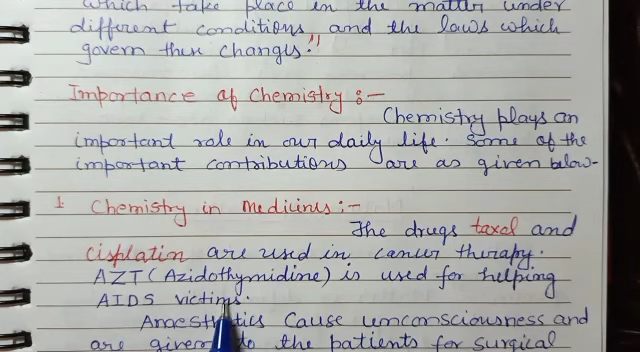 which take place in the matter under
different conditions and the laws which
govern these changes."
Importance of Chemistry :-
Chemistry plays an
important role in our daily life. Some of the
important contributions are as given below-
1 Chemistry in Medicines :-
The drugs taxel and
cisplatin are used in cancer therapy.
AZT (Azidothymidine) is used for helping
AIDS victims.
Anaesthetics cause unconsciousness and
are given to the patients for surgical